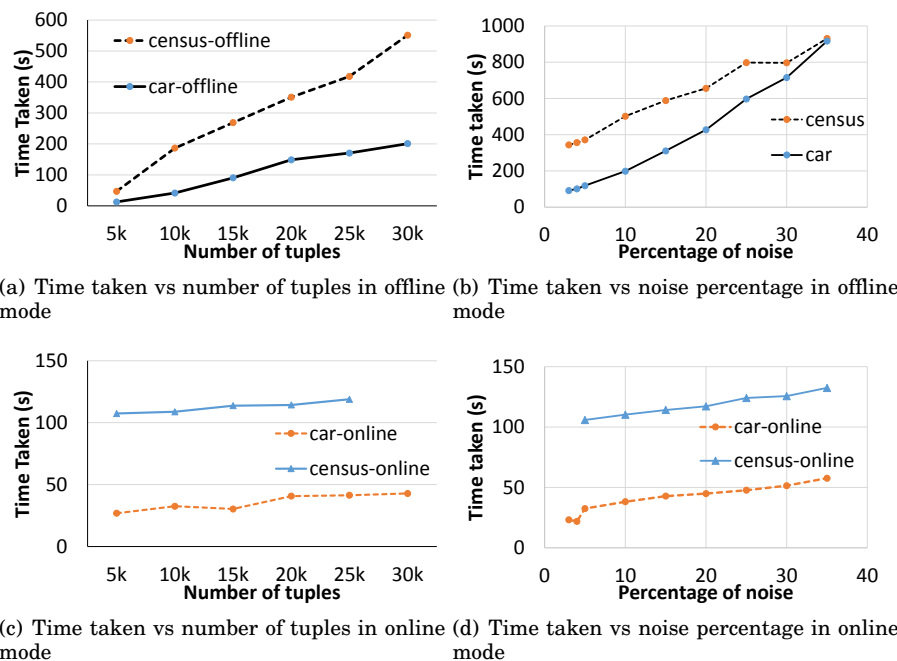 600
500
400
300
200
100
0
Time Taken (s)
census-offline
car-offline
5k 10k 15k 20k 25k 30k
Number of tuples
1000
800
600
400
200
0
Time taken (s)
census
car
0 10 20 30 40
Percentage of noise
(a) Time taken vs number of tuples in offline
mode
(b) Time taken vs noise percentage in offline
mode
150
100
50
0
Time Taken (s)
car-online
census-online
5k 10k 15k 20k 25k 30k
Number of tuples
150
100
50
0
Time taken (s)
car-online
census-online
0 10 20 30 40
Percentage of noise
(c) Time taken vs number of tuples in online
mode
(d) Time taken vs noise percentage in online
mode